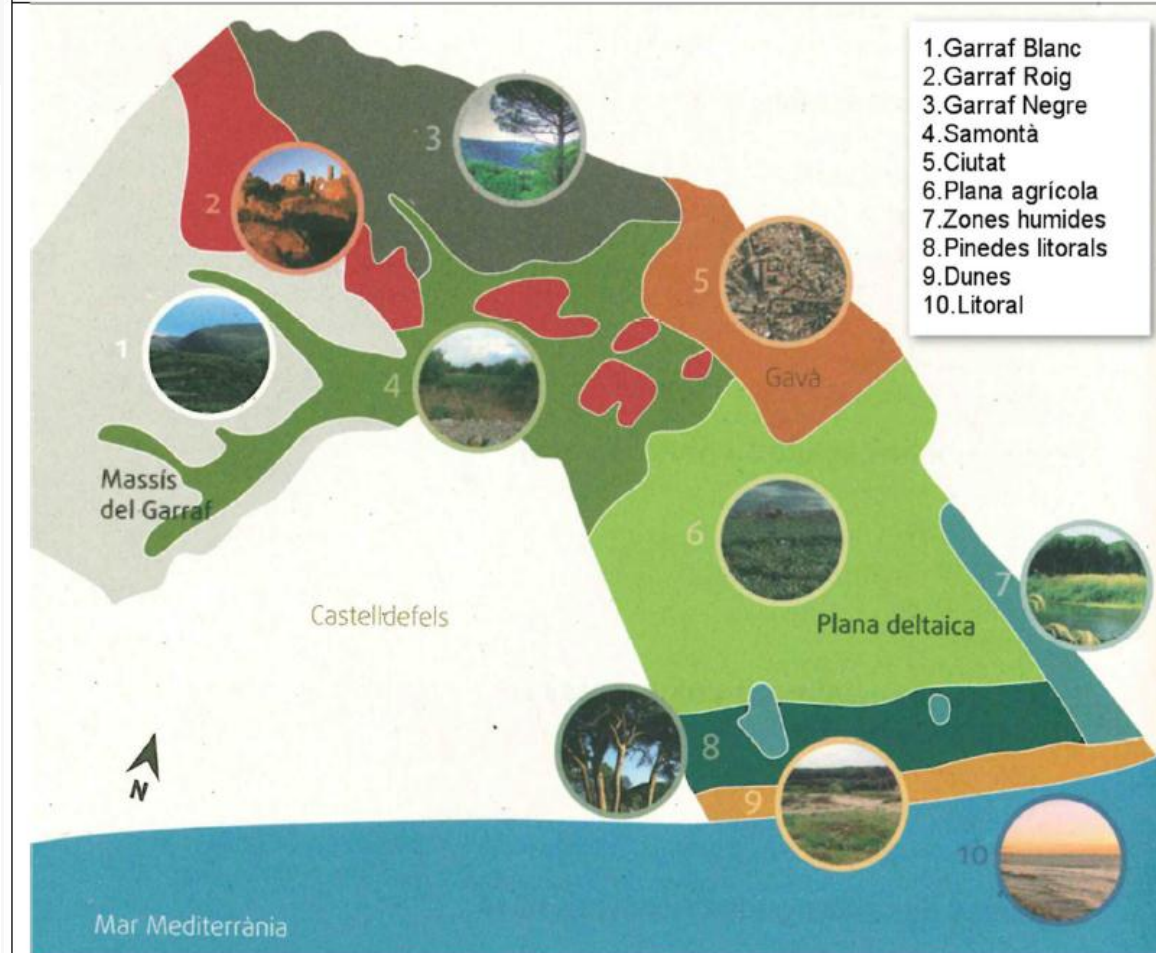 1.Garraf Blanc
2.Garraf Roig
3.Garraf Negre
4.Samontà
5.Ciutat
6.Plana agrícola
7.Zones humides
8.Pinedes litorals
9.Dunes
10.Litoral
3
2
5
1
4
Gavà
Massís
del Garraf
6
7
Castelldefels
Plana deltaica
8
N
9
10
Mar Mediterrània